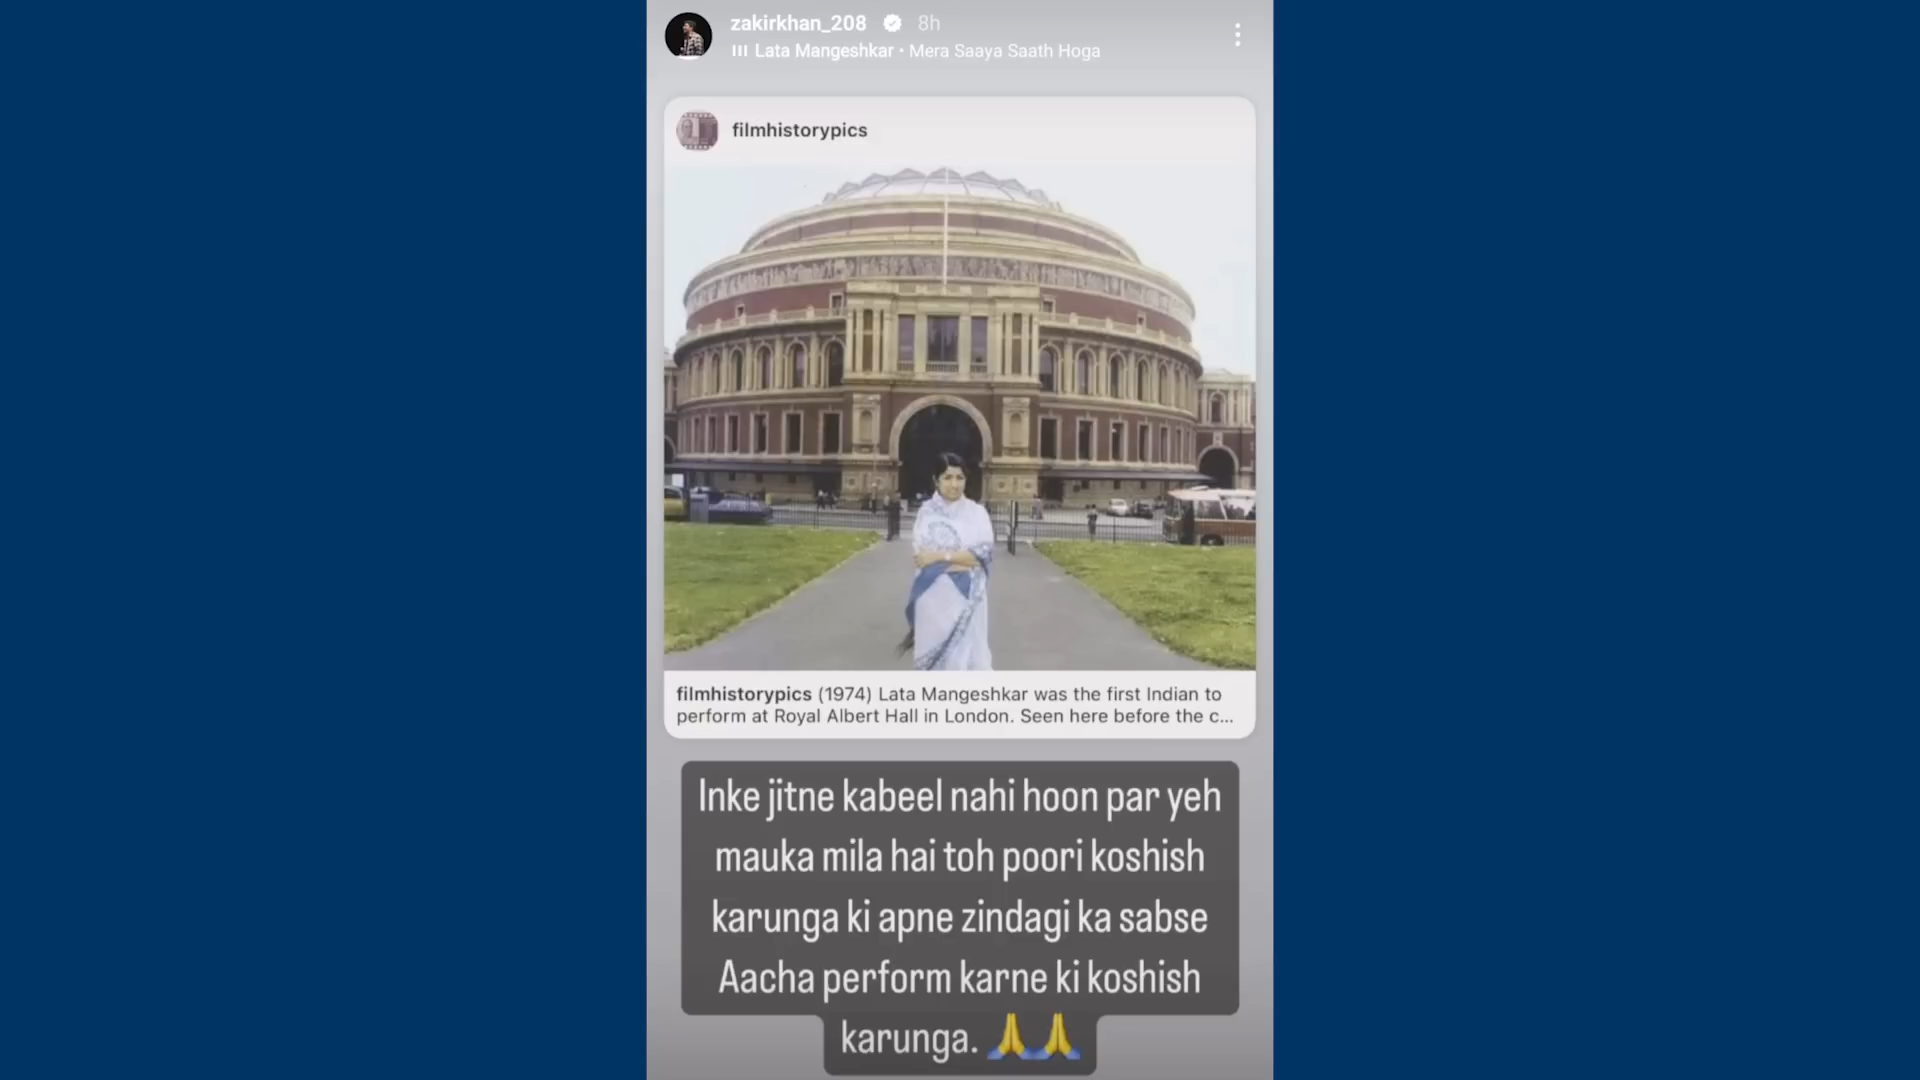 zakirkhan_208 8h
Lata Mangeshkar • Mera Saaya Saath Hoga
filmhistorypics
filmhistorypics (1974) Lata Mangeshkar was the first Indian to
perform at Royal Albert Hall in London. Seen here before the c...
Inke jitne kabeel nahi hoon par yeh
mauka mila hai toh poori koshish
karunga ki apne zindagi ka sabse
Aacha perform karne ki koshish
karunga. 🙏🙏